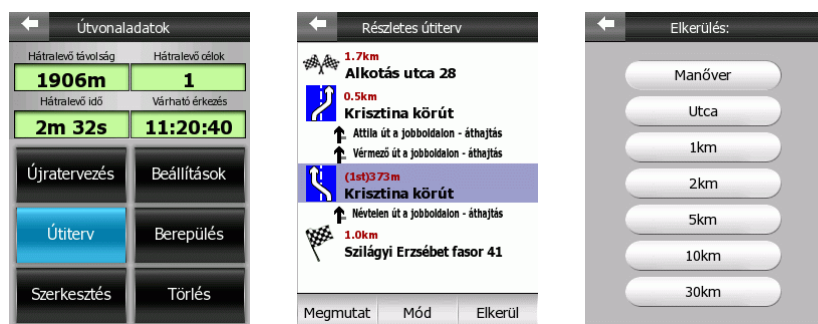 Útvonaladatok
Hátralevő távolság
Hátralevő célok
1906m
1
Hátralevő idő
Várható érkezés
2m 32s
11:20:40
Újratervezés
Beállítások
Útiterv
Berepülés
Szerkesztés
Törlés
Részletes útiterv
1.7km
Alkotás utca 28
0.5km
Krisztina körút
Attila út a jobboldalon - áthajtás
Vérmező út a jobboldalon - áthajtás
(1st)373m
Krisztina körút
Névtelen út a jobboldalon - áthajtás
1.0km
Szilágyi Erzsébet fasor 41
Megmutat
Mód
Elkerül
Elkerülés:
Manőver
Utca
1km
2km
5km
10km
30km